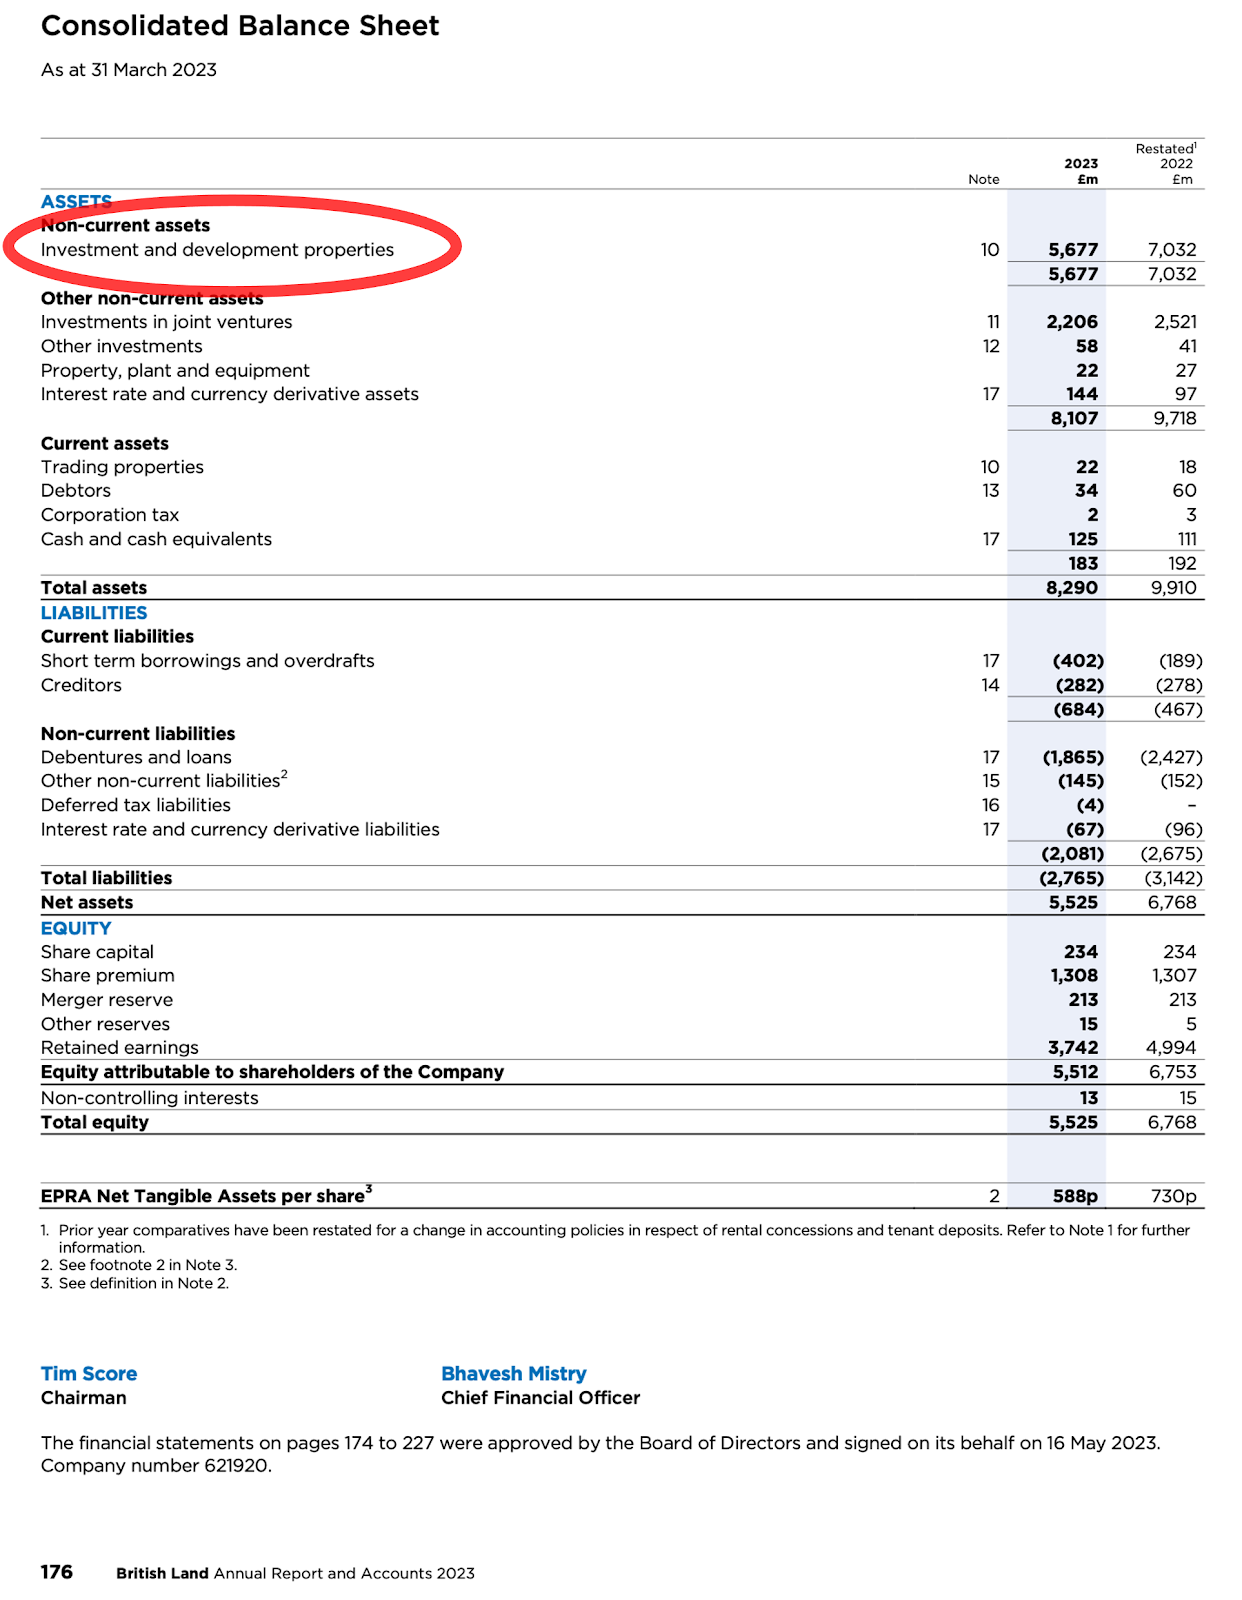 Consolidated Balance Sheet
As at 31 March 2023
Restated1
2023 2022
Note £m £m
ASSETS
Non-current assets
Investment and development properties 10 5,677 7,032
5,677 7,032
Other non-current assets
Investments in joint ventures 11 2,206 2,521
Other investments 12 58 41
Property, plant and equipment 22 27
Interest rate and currency derivative assets 17 144 97
8,107 9,718
Current assets
Trading properties 10 22 18
Debtors 13 34 60
Corporation tax 2 3
Cash and cash equivalents 17 125 111
183 192
Total assets 8,290 9,910
LIABILITIES
Current liabilities
Short term borrowings and overdrafts 17 (402) (189)
Creditors 14 (282) (278)
(684) (467)
Non-current liabilities
Debentures and loans 17 (1,865) (2,427)
Other non-current liabilities2 15 (145) (152)
Deferred tax liabilities 16 (4) –
Interest rate and currency derivative liabilities 17 (67) (96)
(2,081) (2,675)
Total liabilities (2,765) (3,142)
Net assets 5,525 6,768
EQUITY
Share capital 234 234
Share premium 1,308 1,307
Merger reserve 213 213
Other reserves 15 5
Retained earnings 3,742 4,994
Equity attributable to shareholders of the Company 5,512 6,753
Non-controlling interests 13 15
Total equity 5,525 6,768
EPRA Net Tangible Assets per share3 2 588p 730p
1. Prior year comparatives have been restated for a change in accounting policies in respect of rental concessions and tenant deposits. Refer to Note 1 for further
information.
2. See footnote 2 in Note 3.
3. See definition in Note 2.
Tim Score Bhavesh Mistry
Chairman Chief Financial Officer
The financial statements on pages 174 to 227 were approved by the Board of Directors and signed on its behalf on 16 May 2023.
Company number 621920.
176 British Land Annual Report and Accounts 2023